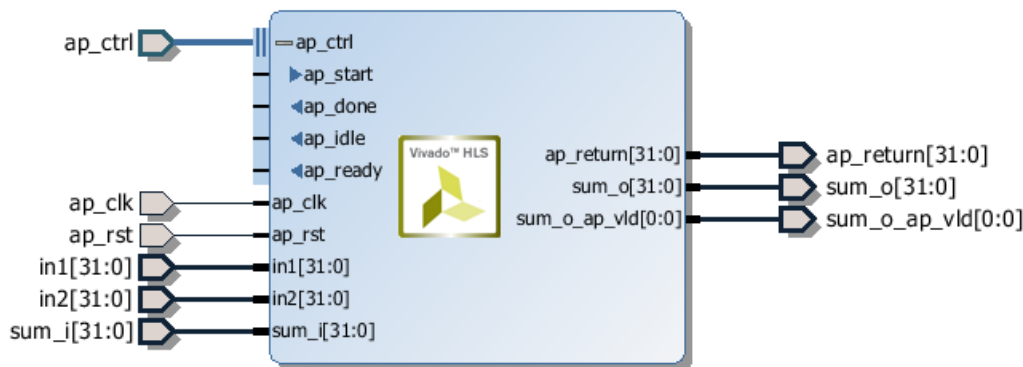 ap_ctrl
ap_clk
ap_rst
in1[31:0]
in2[31:0]
sum_i[31:0]
ap_ctrl
ap_start
ap_done
ap_idle
ap_ready
ap_clk
ap_rst
in1[31:0]
in2[31:0]
sum_i[31:0]
Vivado™ HLS
ap_return[31:0]
sum_o[31:0]
sum_o_ap_vld[0:0]
ap_return[31:0]
sum_o[31:0]
sum_o_ap_vld[0:0]